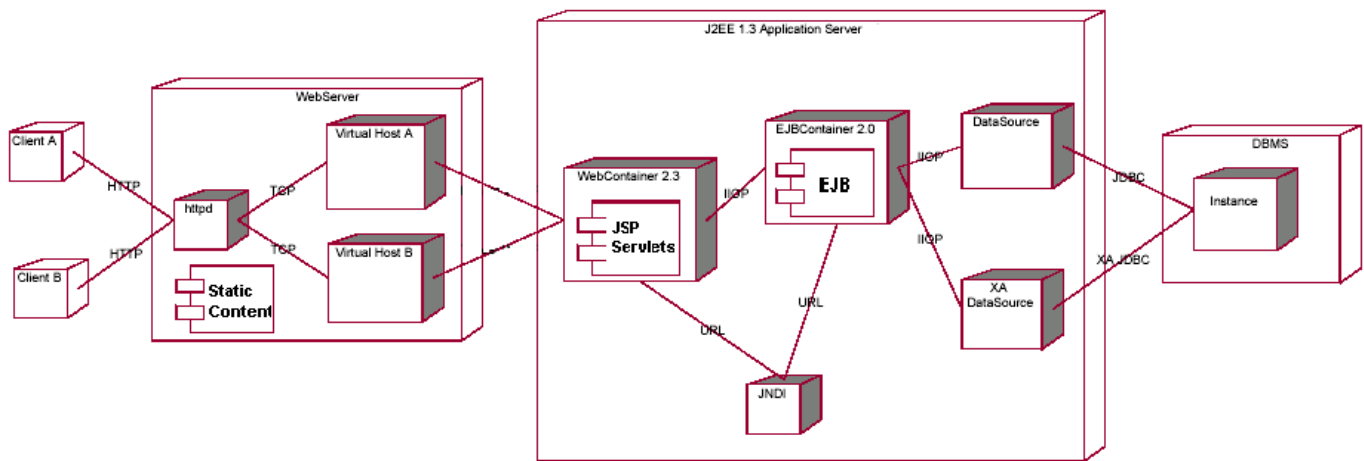 J2EE 1.3 Application Server
WebServer
Client A
HTTP
Client B
HTTP
httpd
TCP
TCP
Virtual Host A
Virtual Host B
Static
Content
WebContainer 2.3
JSP
Servlets
IIOP
EJBContainer 2.0
EJB
URL
URL
JNDI
IIOP
IIOP
DataSource
XA
DataSource
JDBC
XA JDBC
DBMS
Instance